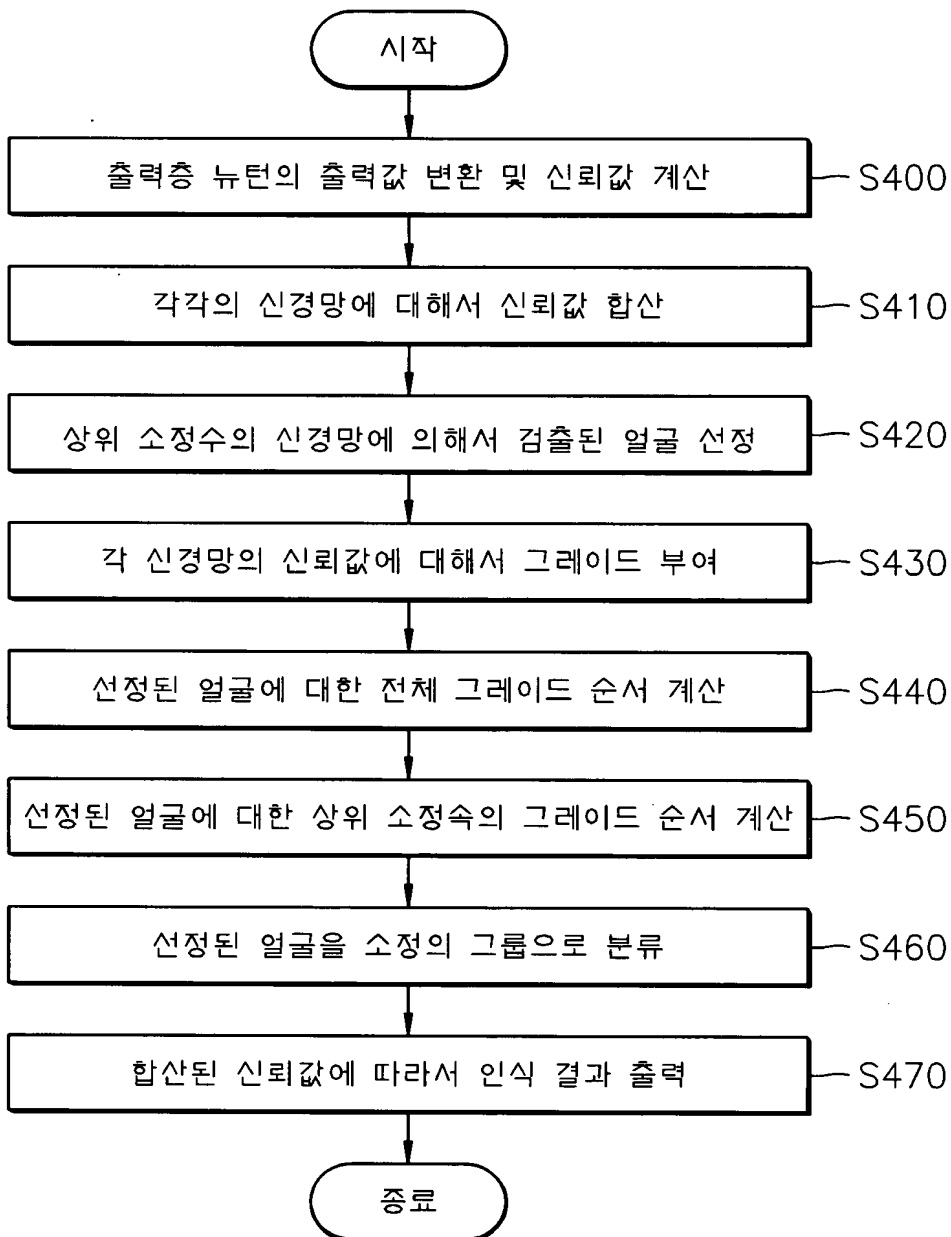 시작
출력층 뉴턴의 출력값 변환 및 신뢰값 계산
S400
각각의 신경망에 대해서 신뢰값 합산
S410
상위 소정수의 신경망에 의해서 검출된 얼굴 선정
S420
각 신경망의 신뢰값에 대해서 그레이드 부여
S430
선정된 얼굴에 대한 전체 그레이드 순서 계산
S440
선정된 얼굴에 대한 상위 소정속의 그레이드 순서 계산
S450
선정된 얼굴을 소정의 그룹으로 분류
S460
합산된 신뢰값에 따라서 인식 결과 출력
S470
종료